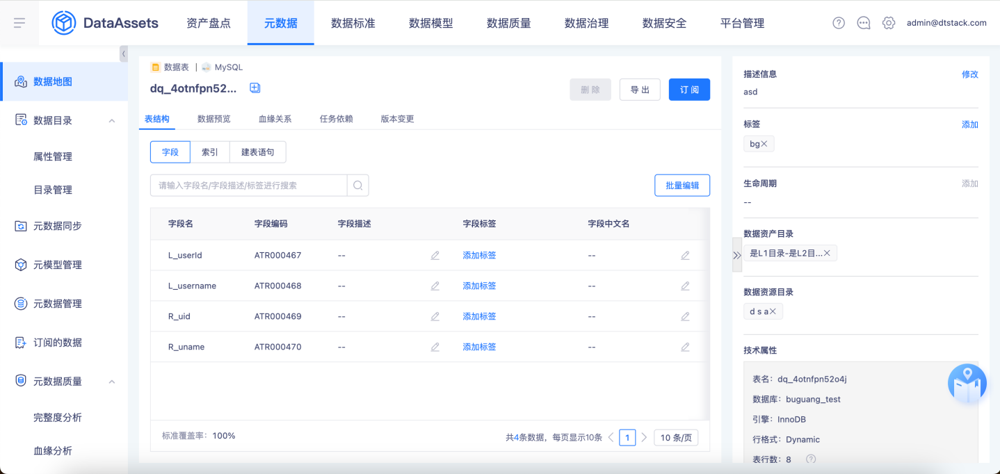 DataAssets
资产盘点
元数据
数据标准
数据模型
数据质量
数据治理
数据安全
平台管理
admin@dtstack.com
数据地图
数据目录
属性管理
目录管理
元数据同步
元模型管理
元数据管理
订阅的数据
元数据质量
完整度分析
血缘分析
数据表 | MySQL
dq_4otnfpn52...
删 除
导 出
订 阅
表结构
数据预览
血缘关系
任务依赖
版本变更
字段
索引
建表语句
请输入字段名/字段描述/标签进行搜索
批量编辑
字段名 字段编码 字段描述 字段标签 字段中文名
L_userId ATR000467 -- 添加标签 --
L_username ATR000468 -- 添加标签 --
R_uid ATR000469 -- 添加标签 --
R_uname ATR000470 -- 添加标签 --
标准覆盖率: 100%
共4条数据，每页显示10条
1
10 条/页
描述信息 修改
asd
标签 添加
bg
生命周期 添加
--
数据资产目录
是L1目录-是L2目...
数据资源目录
d s a
技术属性
表名： dq_4otnfpn52o4j
数据库： buguang_test
引擎： InnoDB
行格式： Dynamic
表行数： 8